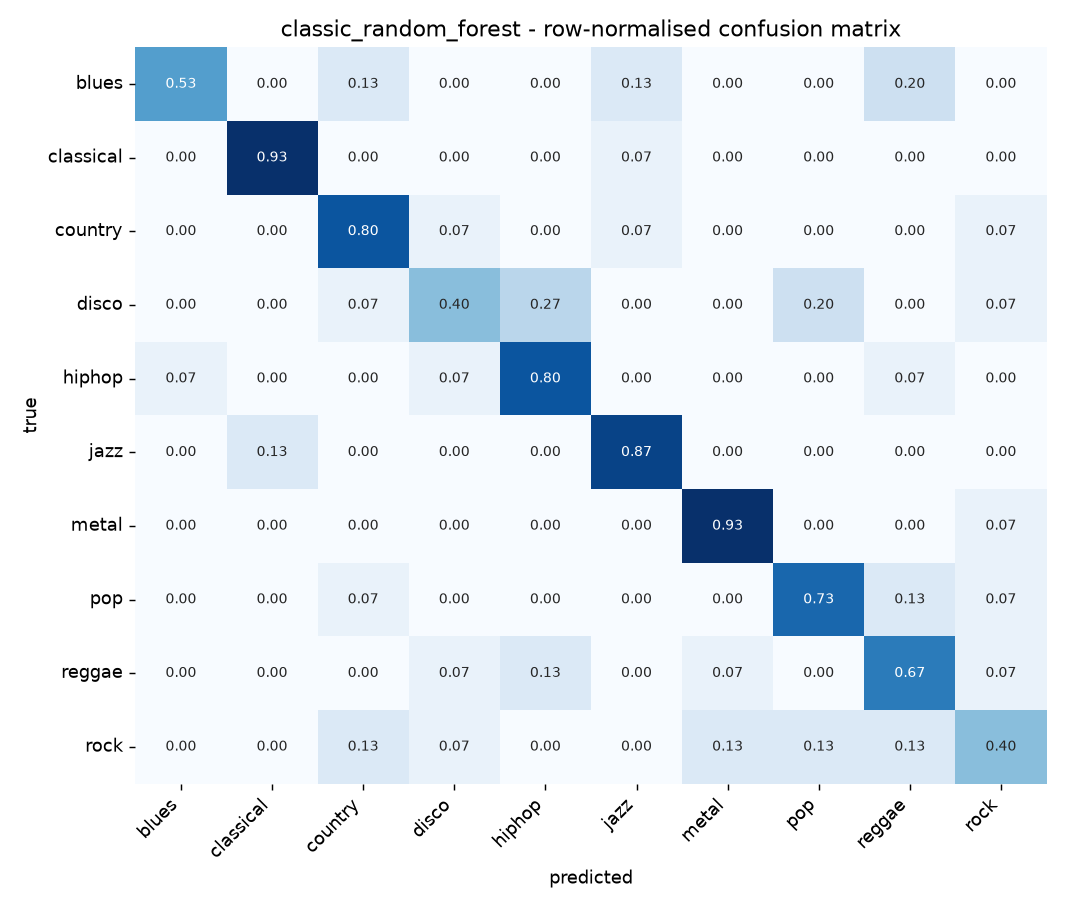 classic_random_forest - row-normalised confusion matrix
blues 0.53 0.00 0.13 0.00 0.00 0.13 0.00 0.00 0.20 0.00
classical 0.00 0.93 0.00 0.00 0.00 0.07 0.00 0.00 0.00 0.00
country 0.00 0.00 0.80 0.07 0.00 0.07 0.00 0.00 0.00 0.07
disco 0.00 0.00 0.07 0.40 0.27 0.00 0.00 0.20 0.00 0.07
hiphop 0.07 0.00 0.00 0.07 0.80 0.00 0.00 0.00 0.07 0.00
true
jazz 0.00 0.13 0.00 0.00 0.00 0.87 0.00 0.00 0.00 0.00
metal 0.00 0.00 0.00 0.00 0.00 0.00 0.93 0.00 0.00 0.07
pop 0.00 0.00 0.07 0.00 0.00 0.00 0.00 0.73 0.13 0.07
reggae 0.00 0.00 0.00 0.07 0.13 0.00 0.07 0.00 0.67 0.07
rock 0.00 0.00 0.13 0.07 0.00 0.00 0.13 0.13 0.13 0.40
blues classical country disco hiphop jazz metal pop reggae rock
predicted